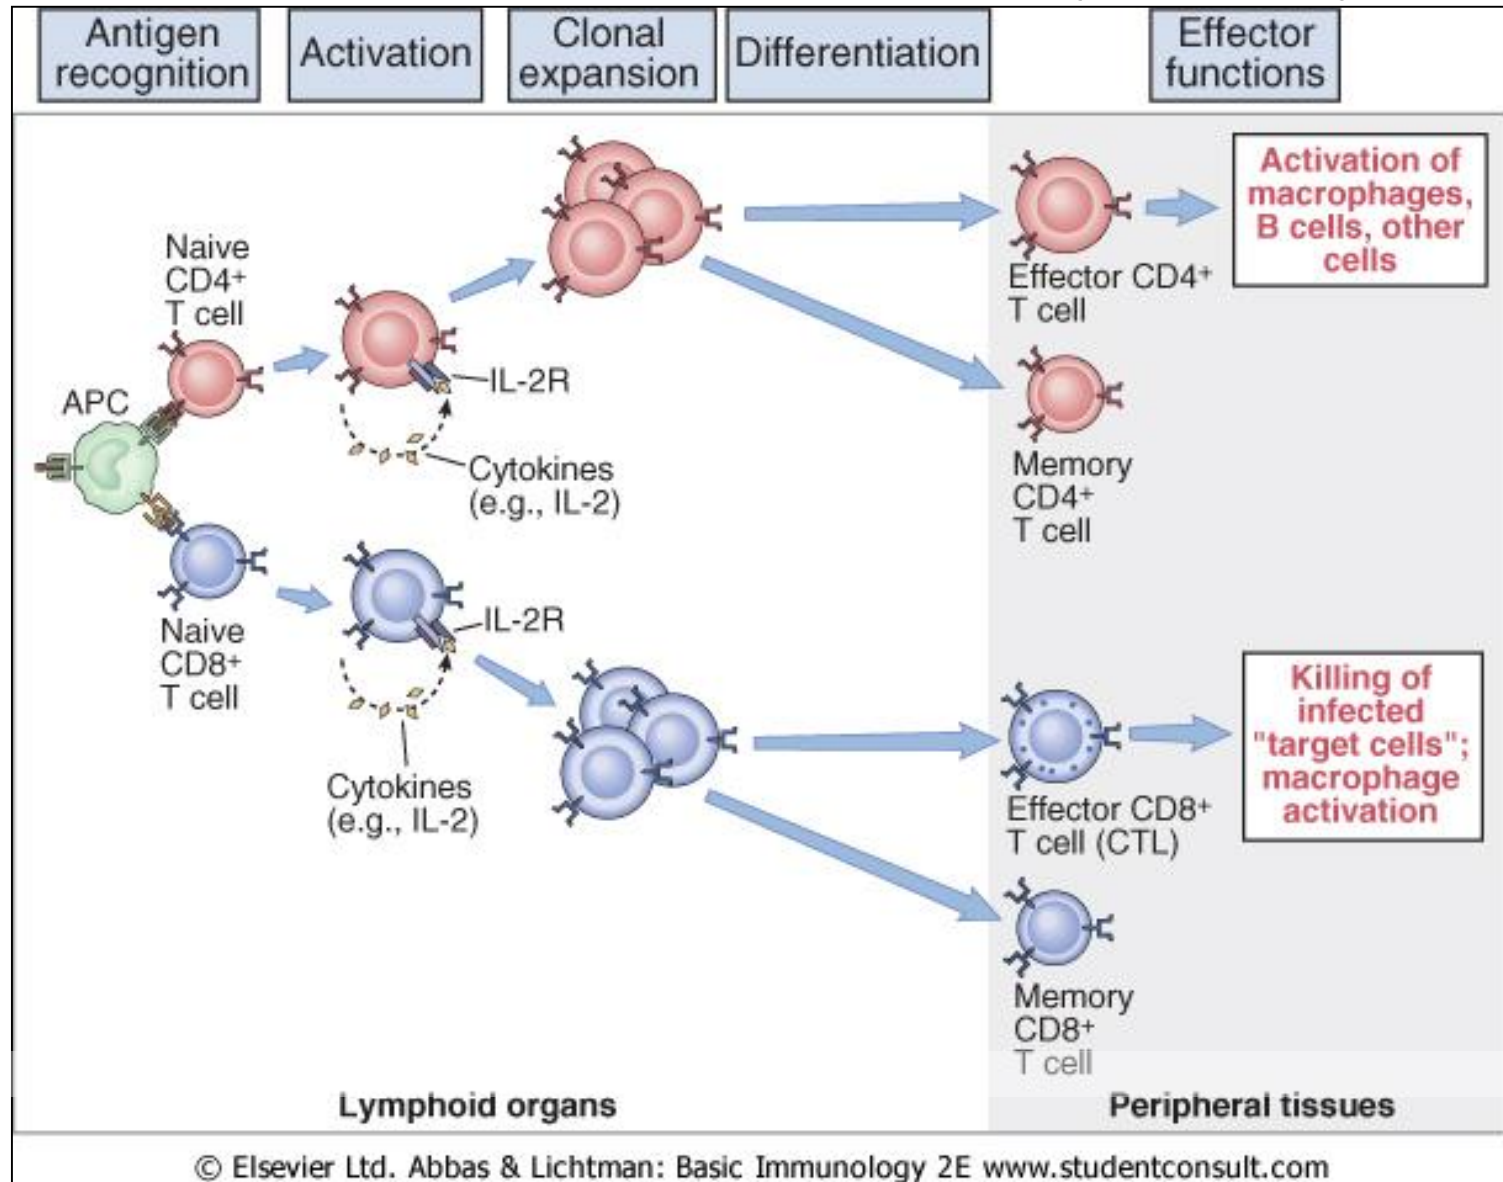 Antigen
recognition
Activation
Clonal
expansion
Differentiation
Effector
functions
Naive
CD4+
T cell
APC
IL-2R
Cytokines
(e.g., IL-2)
Effector CD4+
T cell
Activation of
macrophages,
B cells, other
cells
Memory
CD4+
T cell
Naive
CD8+
T cell
IL-2R
Cytokines
(e.g., IL-2)
Effector CD8+
T cell (CTL)
Killing of
infected
"target cells";
macrophage
activation
Memory
CD8+
T cell
Lymphoid organs
Peripheral tissues
© Elsevier Ltd. Abbas & Lichtman: Basic Immunology 2E www.studentconsult.com